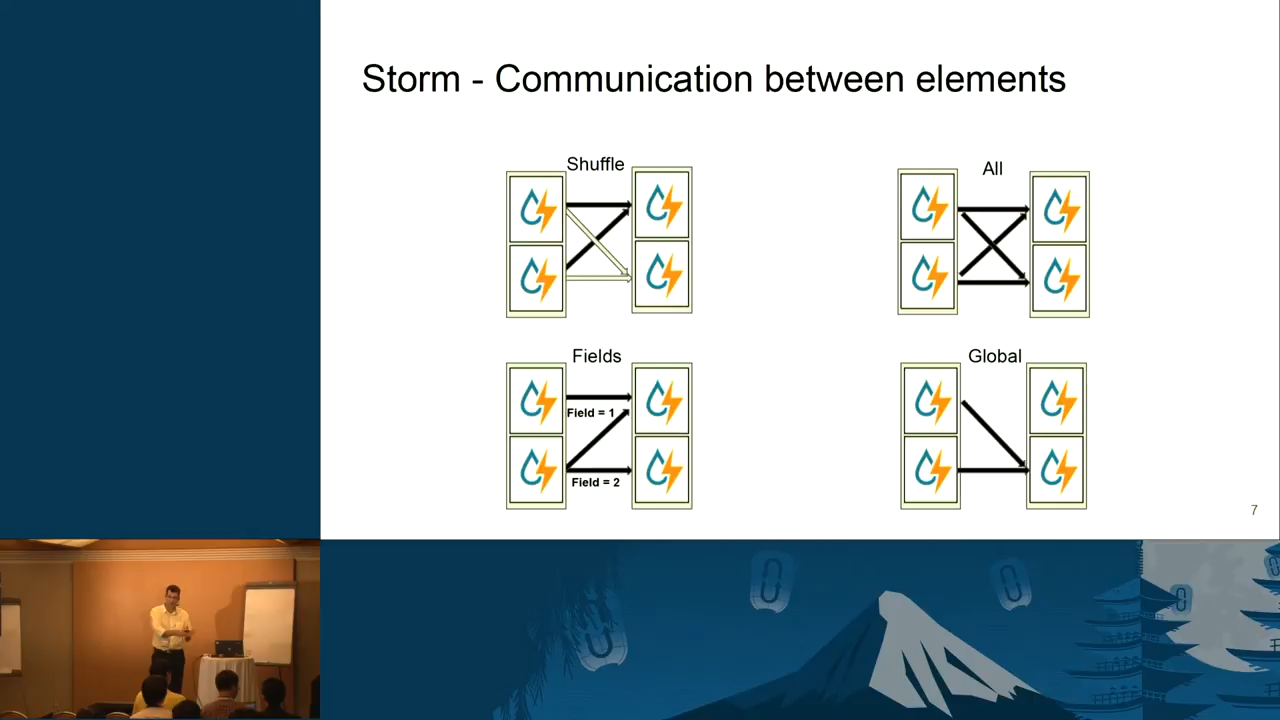 Storm - Communication between elements
Shuffle
All
Fields
Field = 1
Field = 2
Global
7